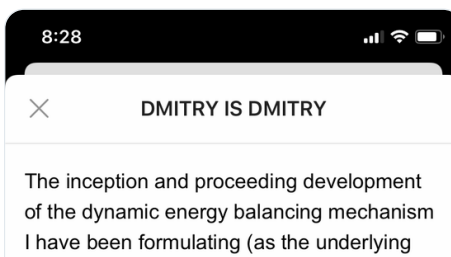 8:28
DMITRY IS DMITRY
The inception and proceeding development
of the dynamic energy balancing mechanism
I have been formulating (as the underlying